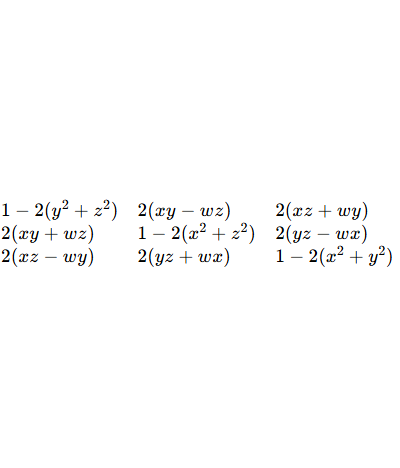 1 − 2(y² + z²) 2(xy − wz) 2(xz + wy)
2(xy + wz) 1 − 2(x² + z²) 2(yz − wx)
2(xz − wy) 2(yz + wx) 1 − 2(x² + y²)